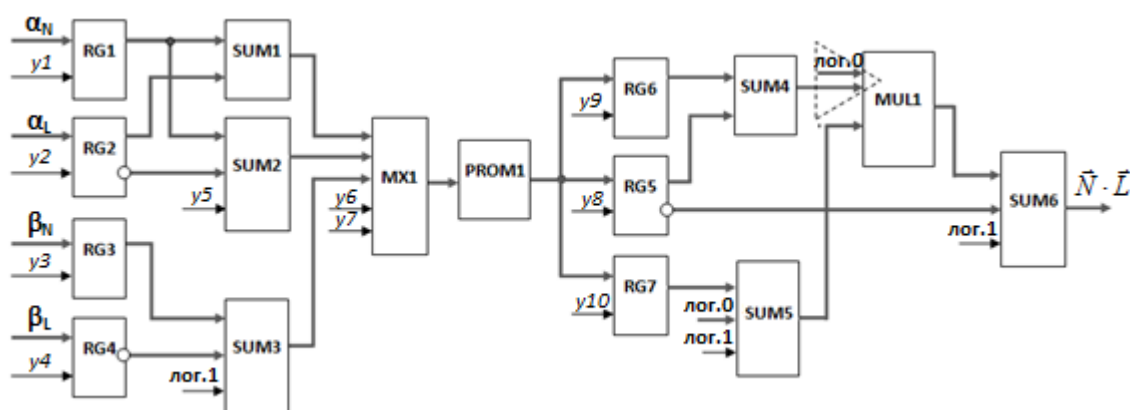 αN
y1
RG1
SUM1
αL
y2
RG2
y5
SUM2
βN
y3
RG3
βL
y4
RG4
лог.1
SUM3
y6
y7
MX1
PROM1
y9
RG6
y8
RG5
y10
RG7
SUM4
лог.0
MUL1
лог.0
лог.1
SUM5
лог.1
SUM6
N⃗ · L⃗